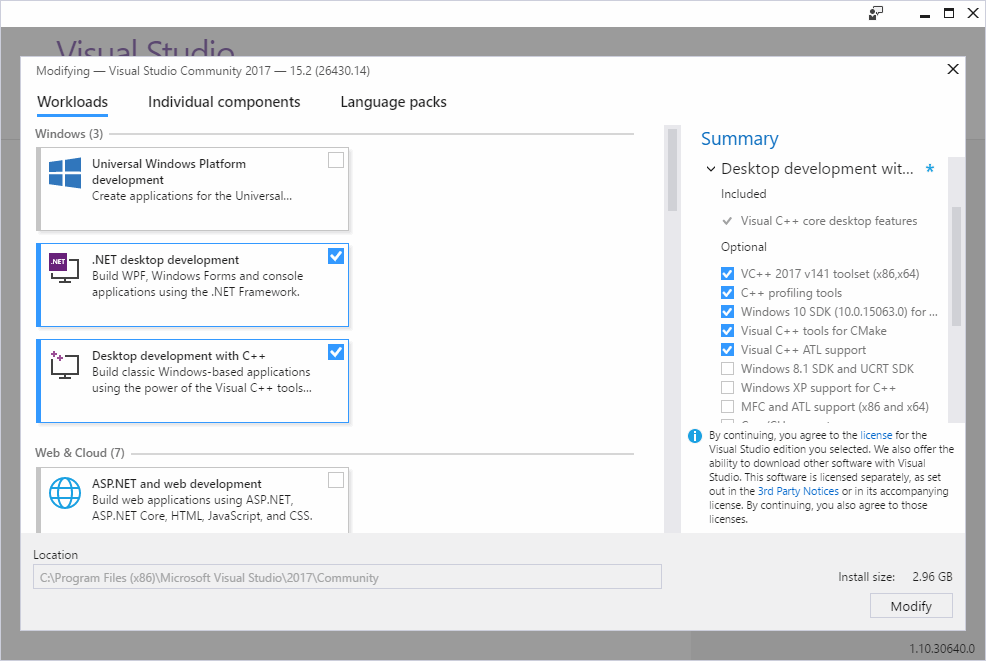 Visual Studio
Modifying — Visual Studio Community 2017 — 15.2 (26430.14)
Workloads
Individual components
Language packs
Windows (3)
Universal Windows Platform
development
Create applications for the Universal...
.NET
.NET desktop development
Build WPF, Windows Forms and console
applications using the .NET Framework.
Desktop development with C++
Build classic Windows-based applications
using the power of the Visual C++ tools...
Web & Cloud (7)
ASP.NET and web development
Build web applications using ASP.NET,
ASP.NET Core, HTML, JavaScript, and CSS.
Summary
Desktop development wit... *
Included
Visual C++ core desktop features
Optional
VC++ 2017 v141 toolset (x86,x64)
C++ profiling tools
Windows 10 SDK (10.0.15063.0) for ...
Visual C++ tools for CMake
Visual C++ ATL support
Windows 8.1 SDK and UCRT SDK
Windows XP support for C++
MFC and ATL support (x86 and x64)
By continuing, you agree to the license for the
Visual Studio edition you selected. We also offer the
ability to download other software with Visual
Studio. This software is licensed separately, as set
out in the 3rd Party Notices or in its accompanying
license. By continuing, you also agree to those
licenses.
Location
C:\Program Files (x86)\Microsoft Visual Studio\2017\Community
Install size: 2.96 GB
Modify
1.10.30640.0